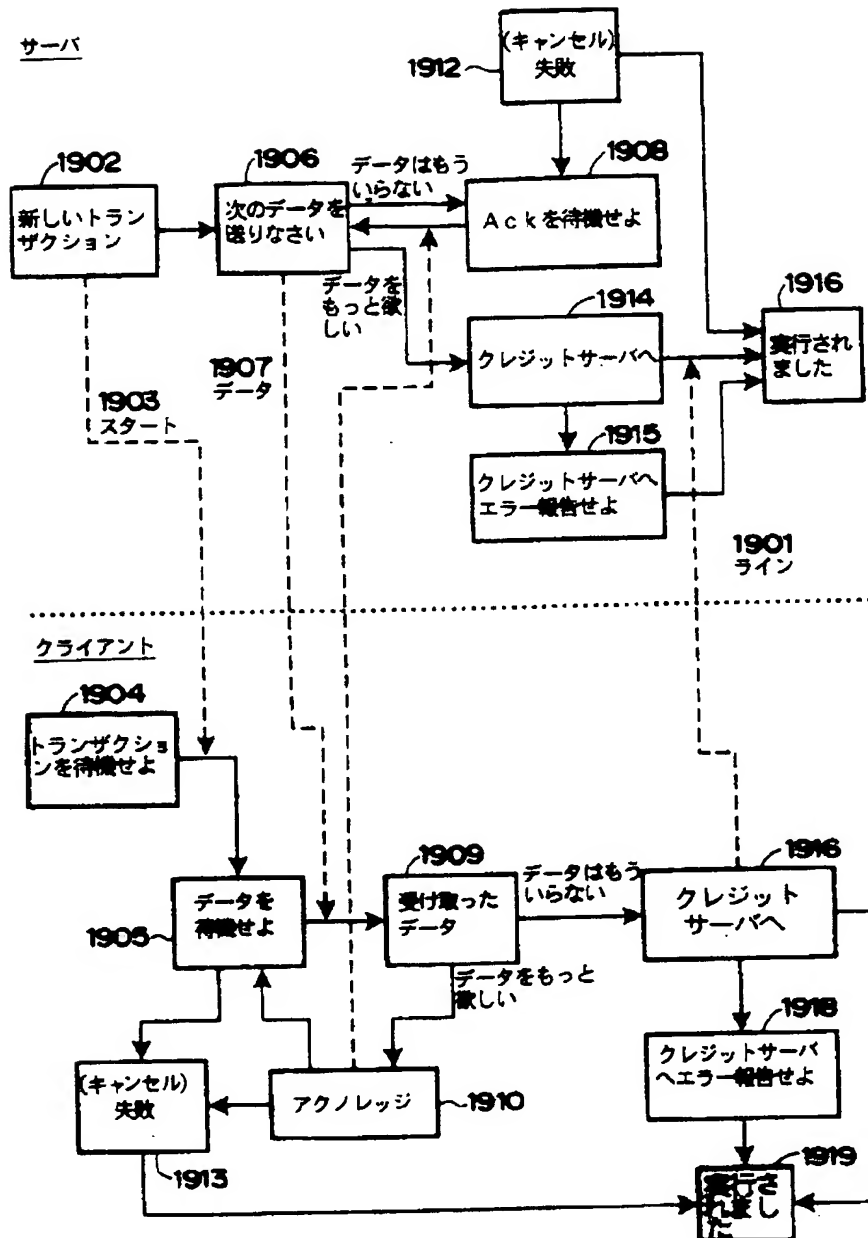 サーバ
(キャンセル)
失敗
1912
1902
1906
データはもう
いらない
1908
新しいトラン
ザクション
次のデータを
送りなさい
Ackを待機せよ
データを
もっと欲
しい
1914
1916
1907
データ
クレジットサーバへ
実行され
ました
1903
スタート
1915
クレジットサーバへ
エラー報告せよ
1901
ライン
クライアント
1904
トランザクショ
ンを待機せよ
1909
データはもう
いらない
1916
データを
待機せよ
1905
受け取った
データ
クレジット
サーバへ
データをもっと
欲しい
1918
クレジットサーバ
へエラー報告せよ
(キャンセル)
失敗
アクノレッジ
1910
1913
1919
実行さ
れまし
た